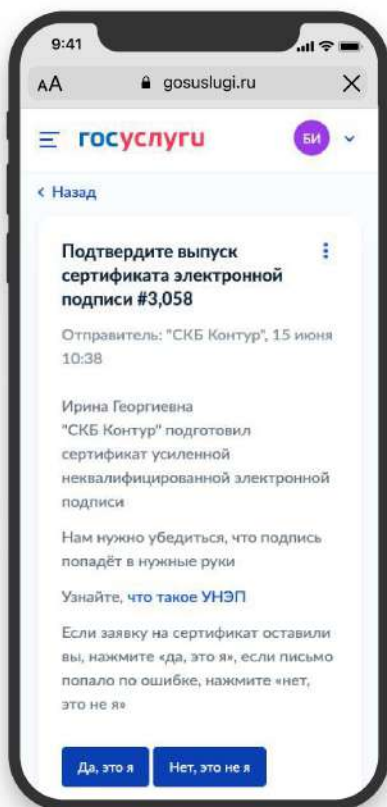 9:41
AA gosuslugi.ru
госуслуги БИ
Назад
Подтвердите выпуск
сертификата электронной
подписи #3,058
Отправитель: "СКБ Контур", 15 июня
10:38
Ирина Георгиевна
"СКБ Контур" подготовил
сертификат усиленной
неквалифицированной электронной
подписи
Нам нужно убедиться, что подпись
попадёт в нужные руки
Узнайте, что такое УНЭП
Если заявку на сертификат оставили
вы, нажмите «да, это я», если письмо
попало по ошибке, нажмите «нет,
это не я»
Да, это я Нет, это не я